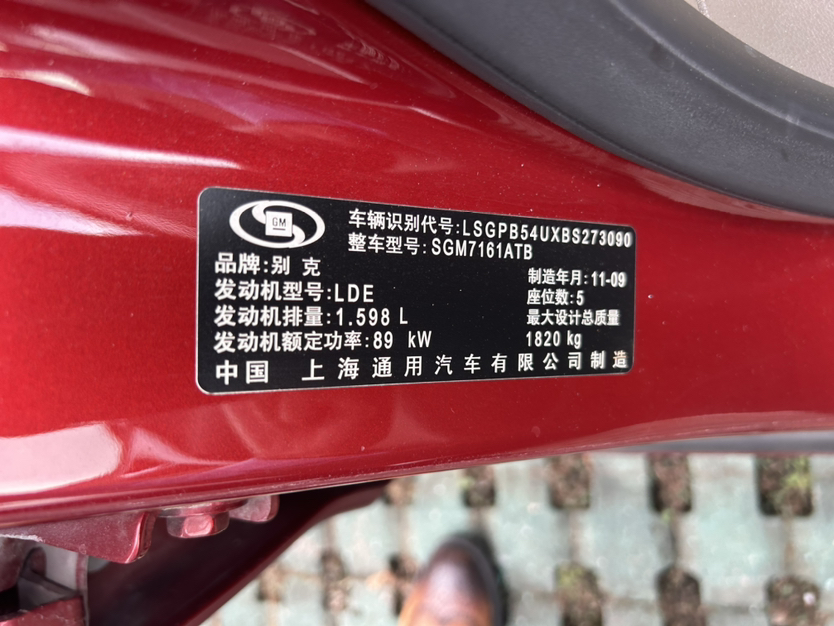 GM
车辆识别代号:LSGPB54UXBS273090
整车型号:SGM7161ATB
品牌:别 克
制造年月:11-09
发动机型号:LDE
座位数:5
发动机排量:1.598 L
最大设计总质量
发动机额定功率:89 kW
1820 kg
中国 上海通用汽车有限公司制造